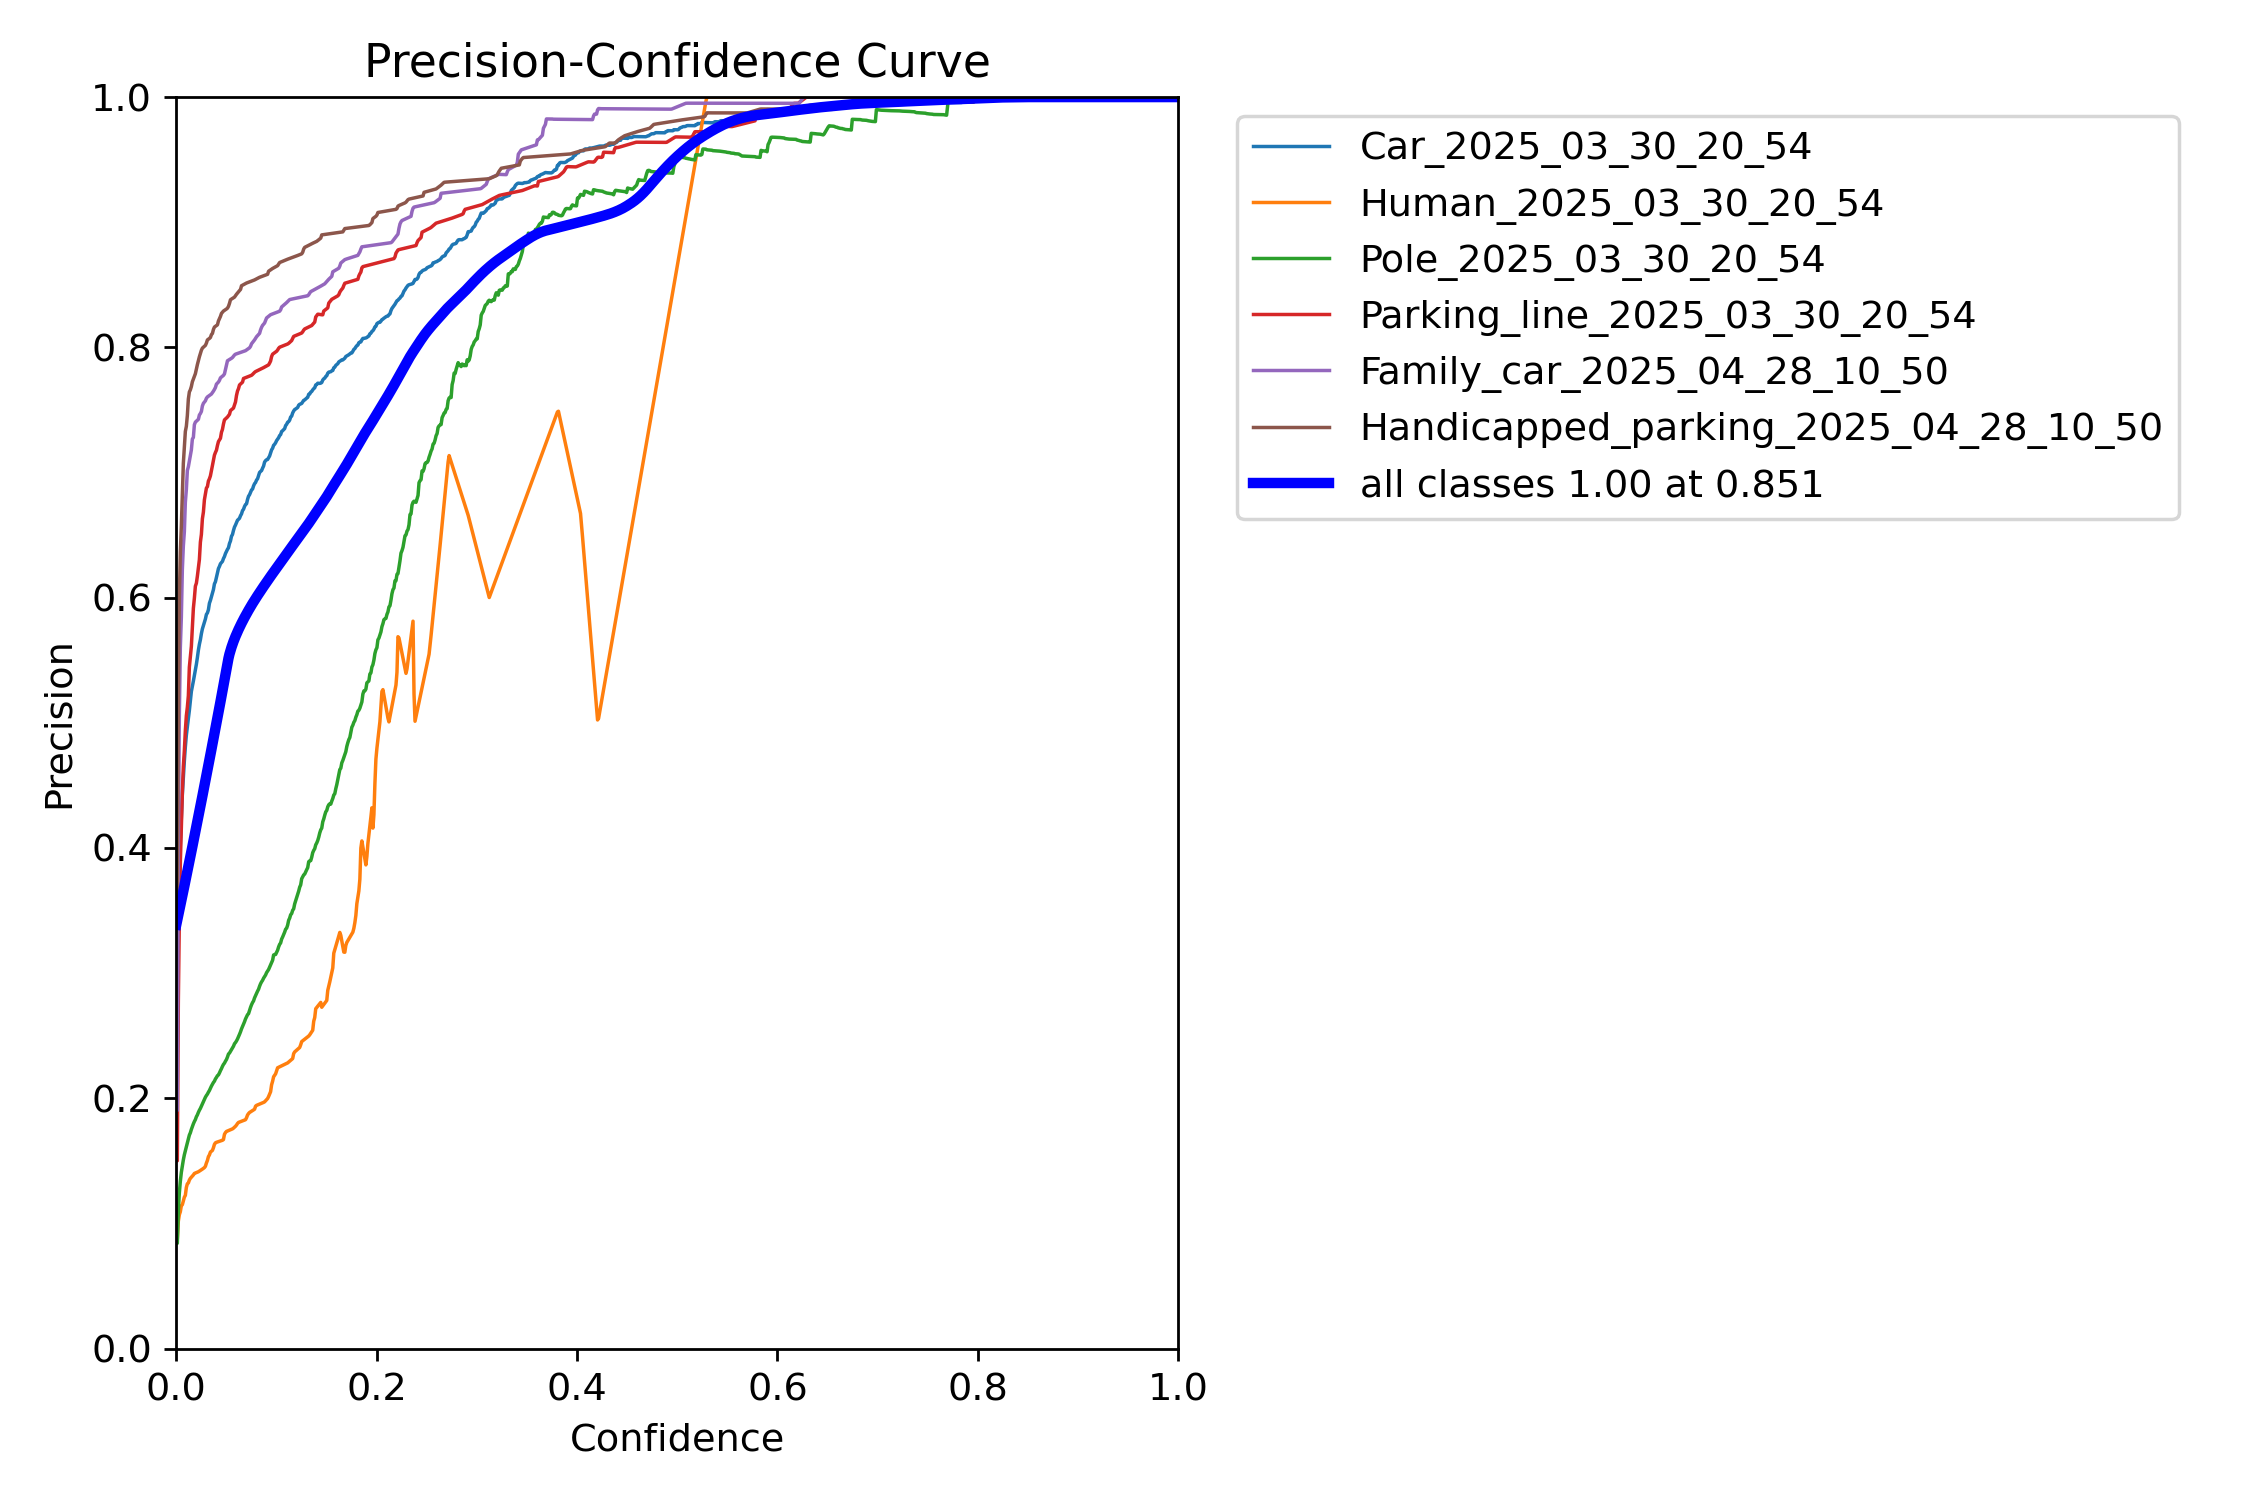 Precision-Confidence Curve
1.0
0.8
0.6
0.4
0.2
0.0
Precision
0.0 0.2 0.4 0.6 0.8 1.0
Confidence
Car_2025_03_30_20_54
Human_2025_03_30_20_54
Pole_2025_03_30_20_54
Parking_line_2025_03_30_20_54
Family_car_2025_04_28_10_50
Handicapped_parking_2025_04_28_10_50
all classes 1.00 at 0.851